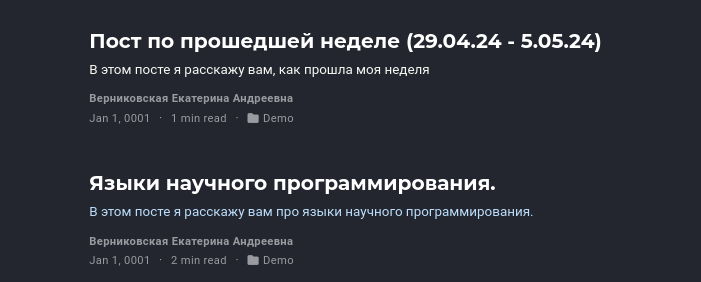 Пост по прошедшей неделе (29.04.24 - 5.05.24)
В этом посте я расскажу вам, как прошла моя неделя
Верниковская Екатерина Андреевна
Jan 1, 0001 · 1 min read · Demo
Языки научного программирования.
В этом посте я расскажу вам про языки научного программирования.
Верниковская Екатерина Андреевна
Jan 1, 0001 · 2 min read · Demo